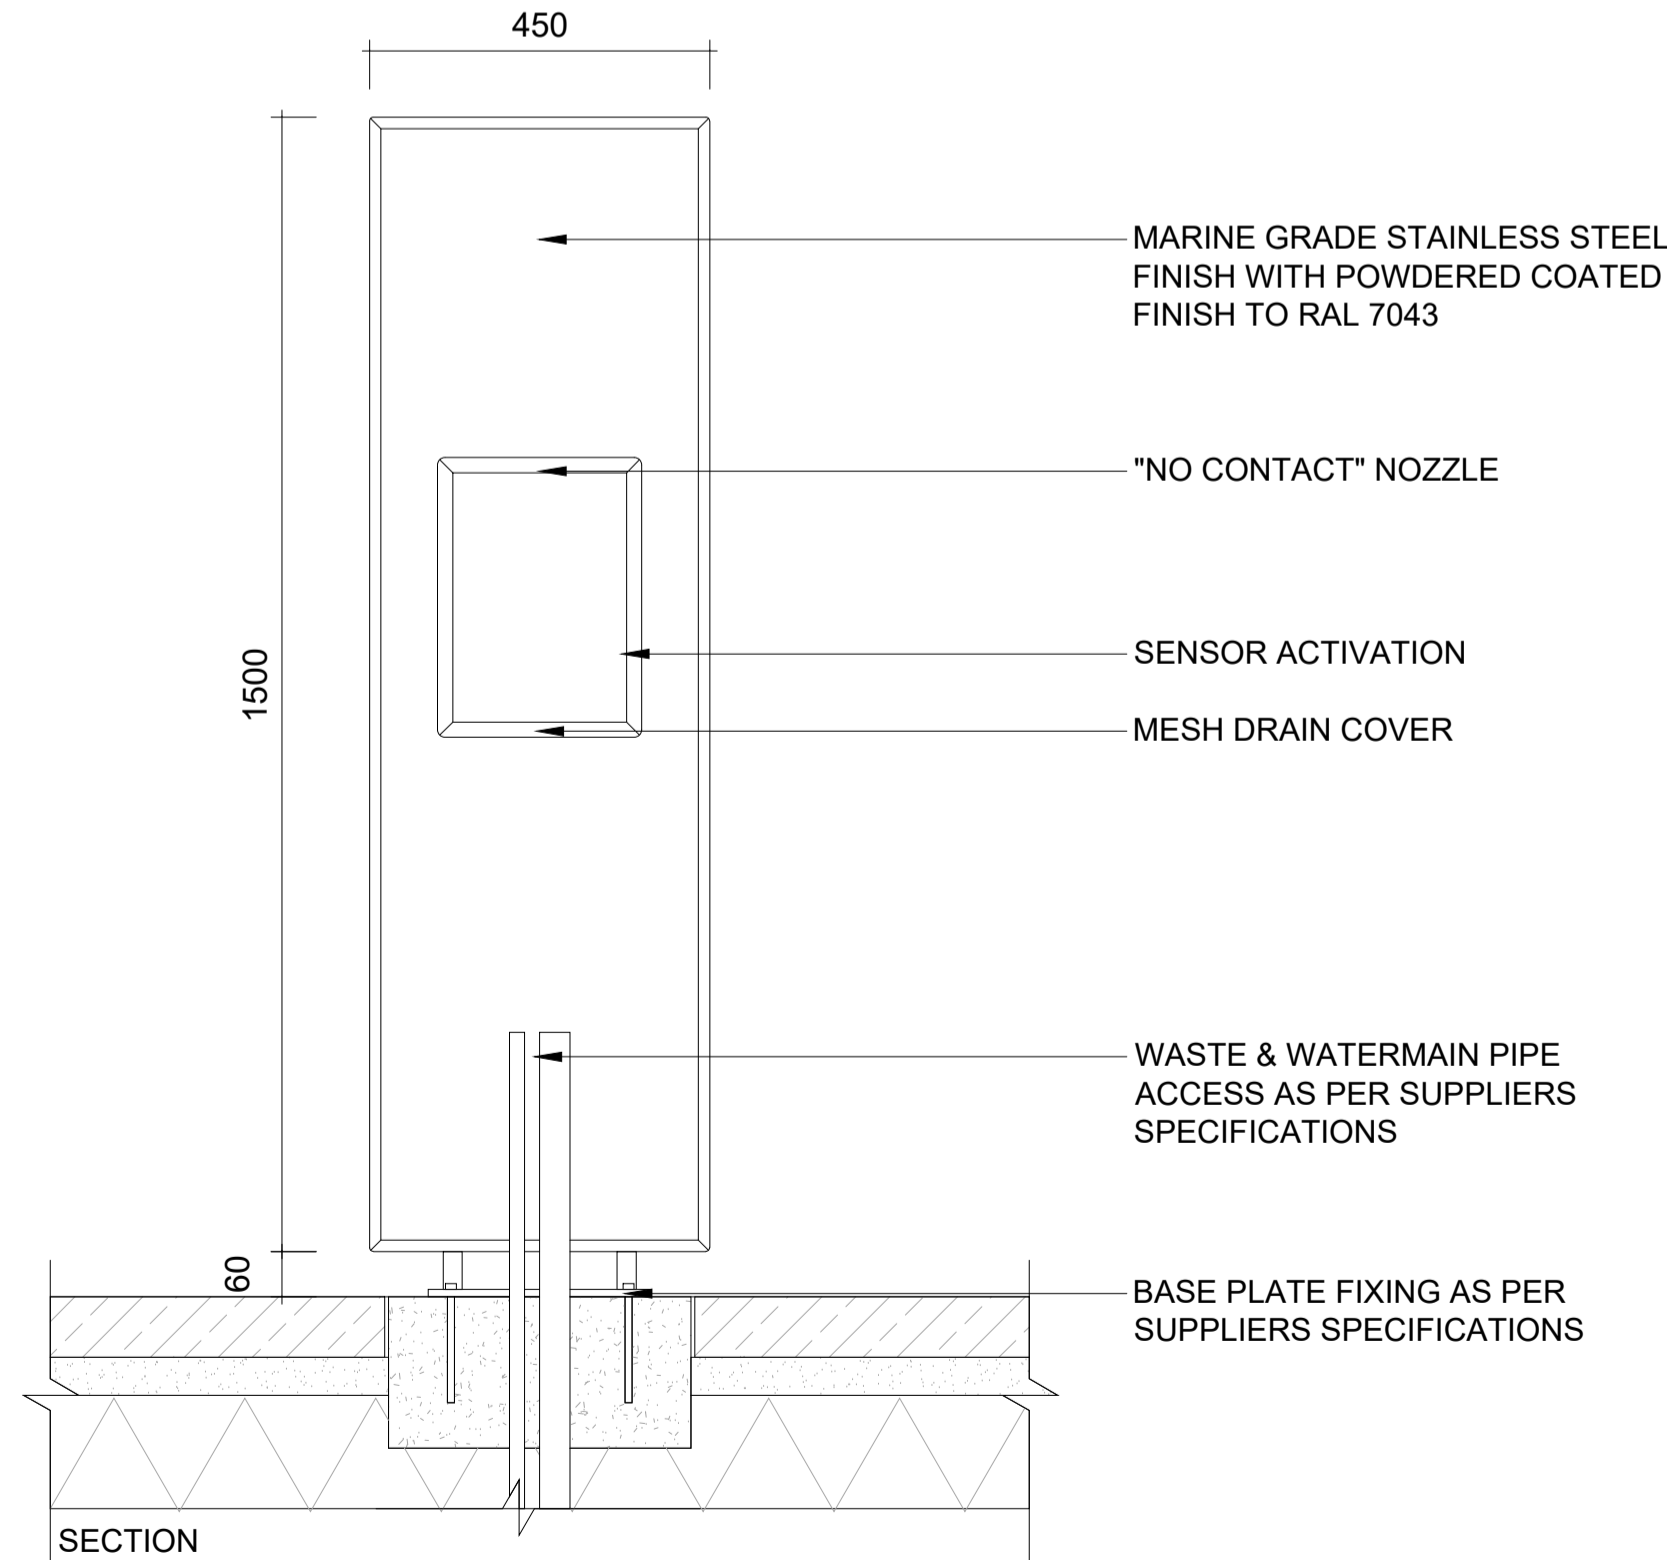 450
MARINE GRADE STAINLESS STEEL
FINISH WITH POWDERED COATED
FINISH TO RAL 7043
"NO CONTACT" NOZZLE
SENSOR ACTIVATION
1500
MESH DRAIN COVER
WASTE & WATERMAIN PIPE
ACCESS AS PER SUPPLIERS
SPECIFICATIONS
60
BASE PLATE FIXING AS PER
SUPPLIERS SPECIFICATIONS
SECTION